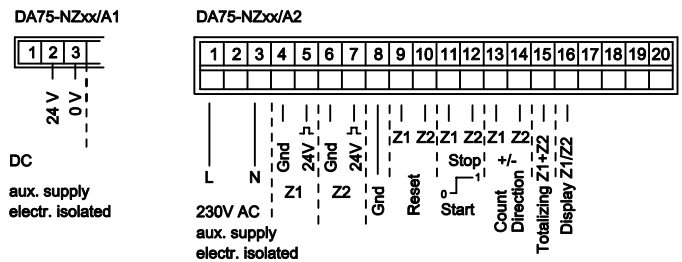 DA75-NZxx/A1
1 2 3
24 V
0 V
DC
aux. supply
electr. isolated
DA75-NZxx/A2
1 2 3 4 5 6 7 8 9 10 11 12 13 14 15 16 17 18 19 20
L
N
230V AC
aux. supply
electr. isolated
Gnd
24V
Z1
Gnd
24V
Z2
Gnd
Z1 Z2
Reset
Z1 Z2
Stop
0
1
Start
Z1 Z2
+/-
Count
Direction
Totalizing Z1+Z2
Display Z1/Z2